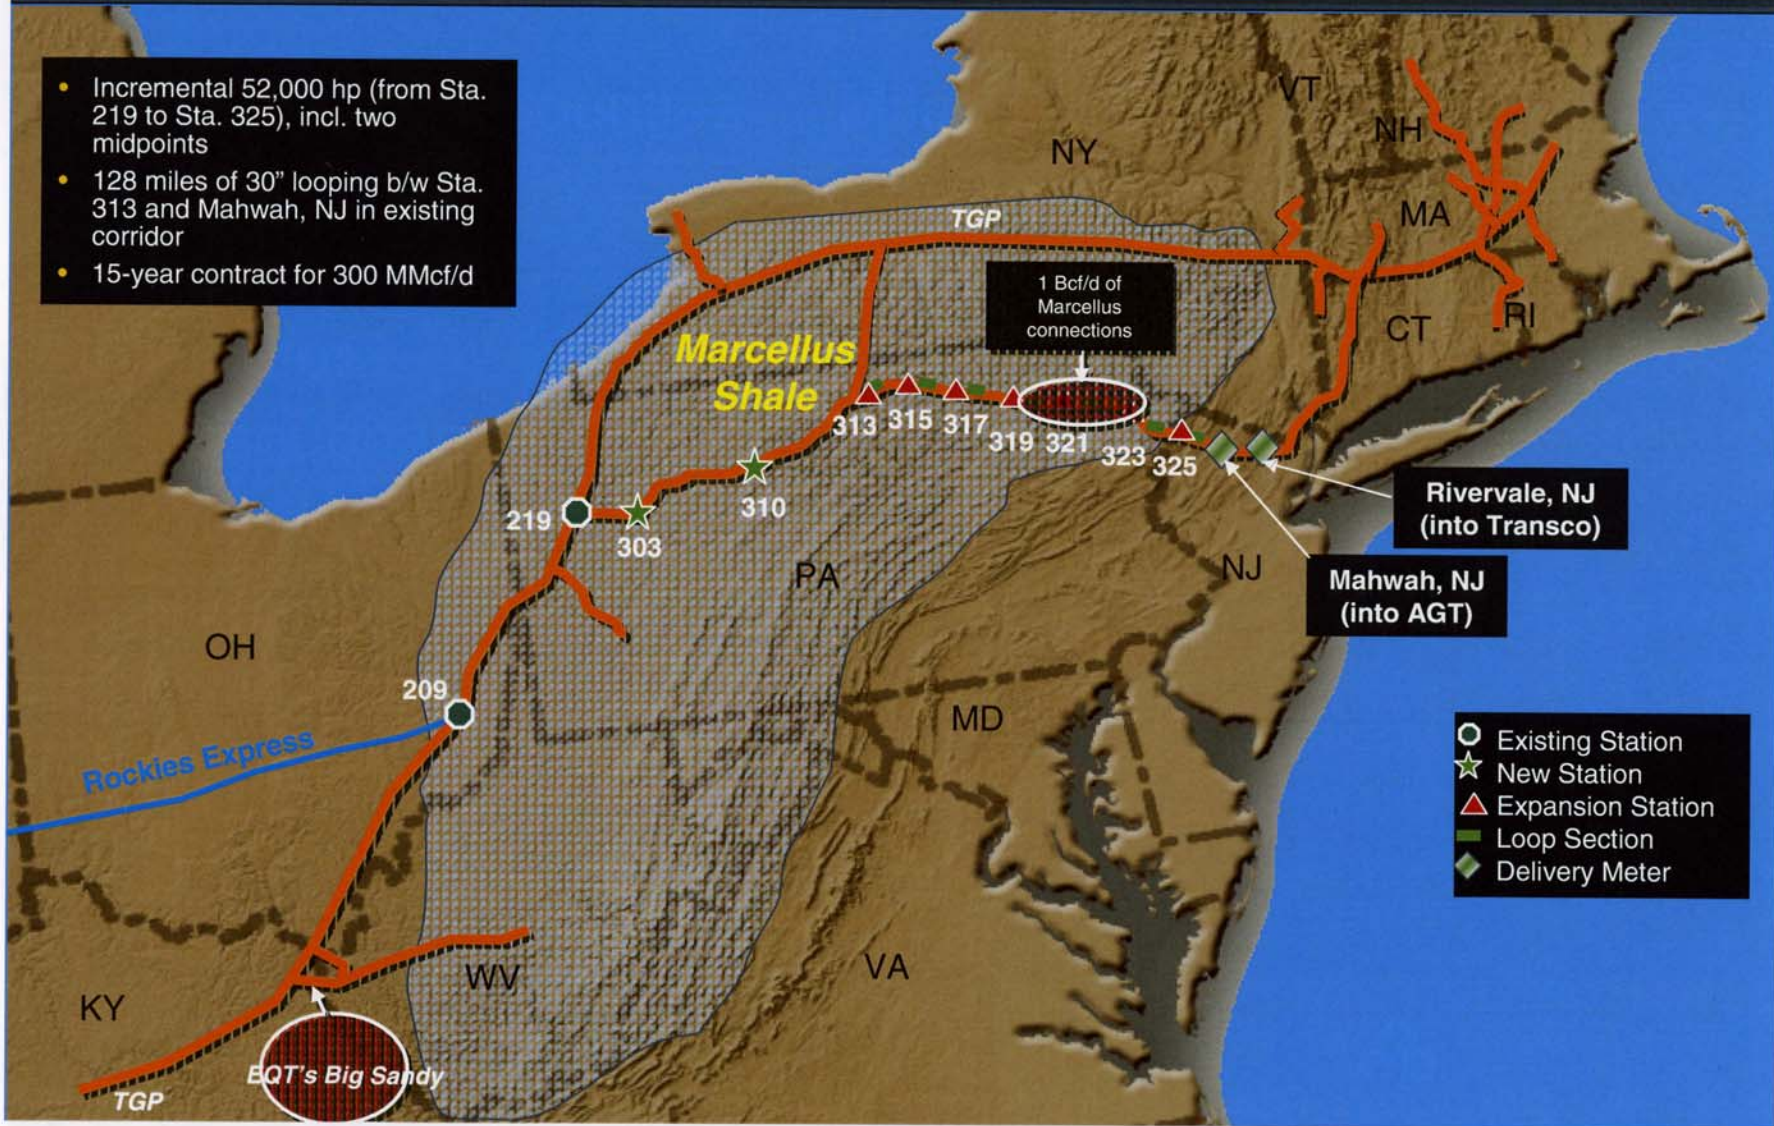 • Incremental 52,000 hp (from Sta.
219 to Sta. 325), incl. two
midpoints
• 128 miles of 30” looping b/w Sta.
313 and Mahwah, NJ in existing
corridor
• 15-year contract for 300 MMcf/d
VT
NH
NY
MA
TGP
1 Bcf/d of
Marcellus
connections
CT
RI
Marcellus
Shale
313
315
317
319
321
323
325
219
303
310
Rivervale, NJ
(into Transco)
Mahwah, NJ
(into AGT)
NJ
PA
OH
209
Rockies Express
MD
Existing Station
New Station
Expansion Station
Loop Section
Delivery Meter
WV
VA
KY
EQT’s Big Sandy
TGP